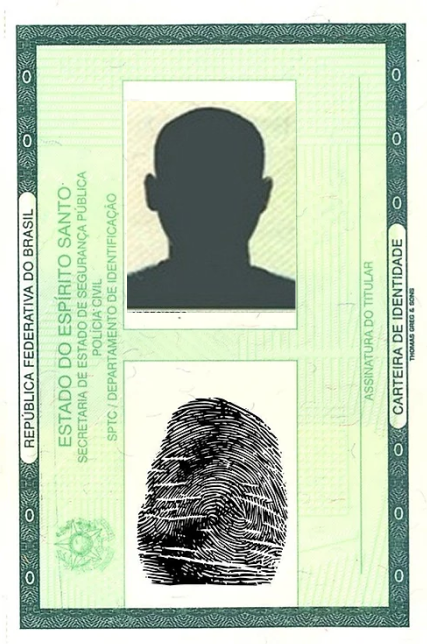 REPÚBLICA FEDERATIVA DO BRASIL
ESTADO DO ESPÍRITO SANTO
SECRETARIA DE ESTADO DE SEGURANÇA PÚBLICA
POLÍCIA CIVIL
SPTC / DEPARTAMENTO DE IDENTIFICAÇÃO
ASSINATURA DO TITULAR
CARTEIRA DE IDENTIDADE
THOMAS GREG & SONS